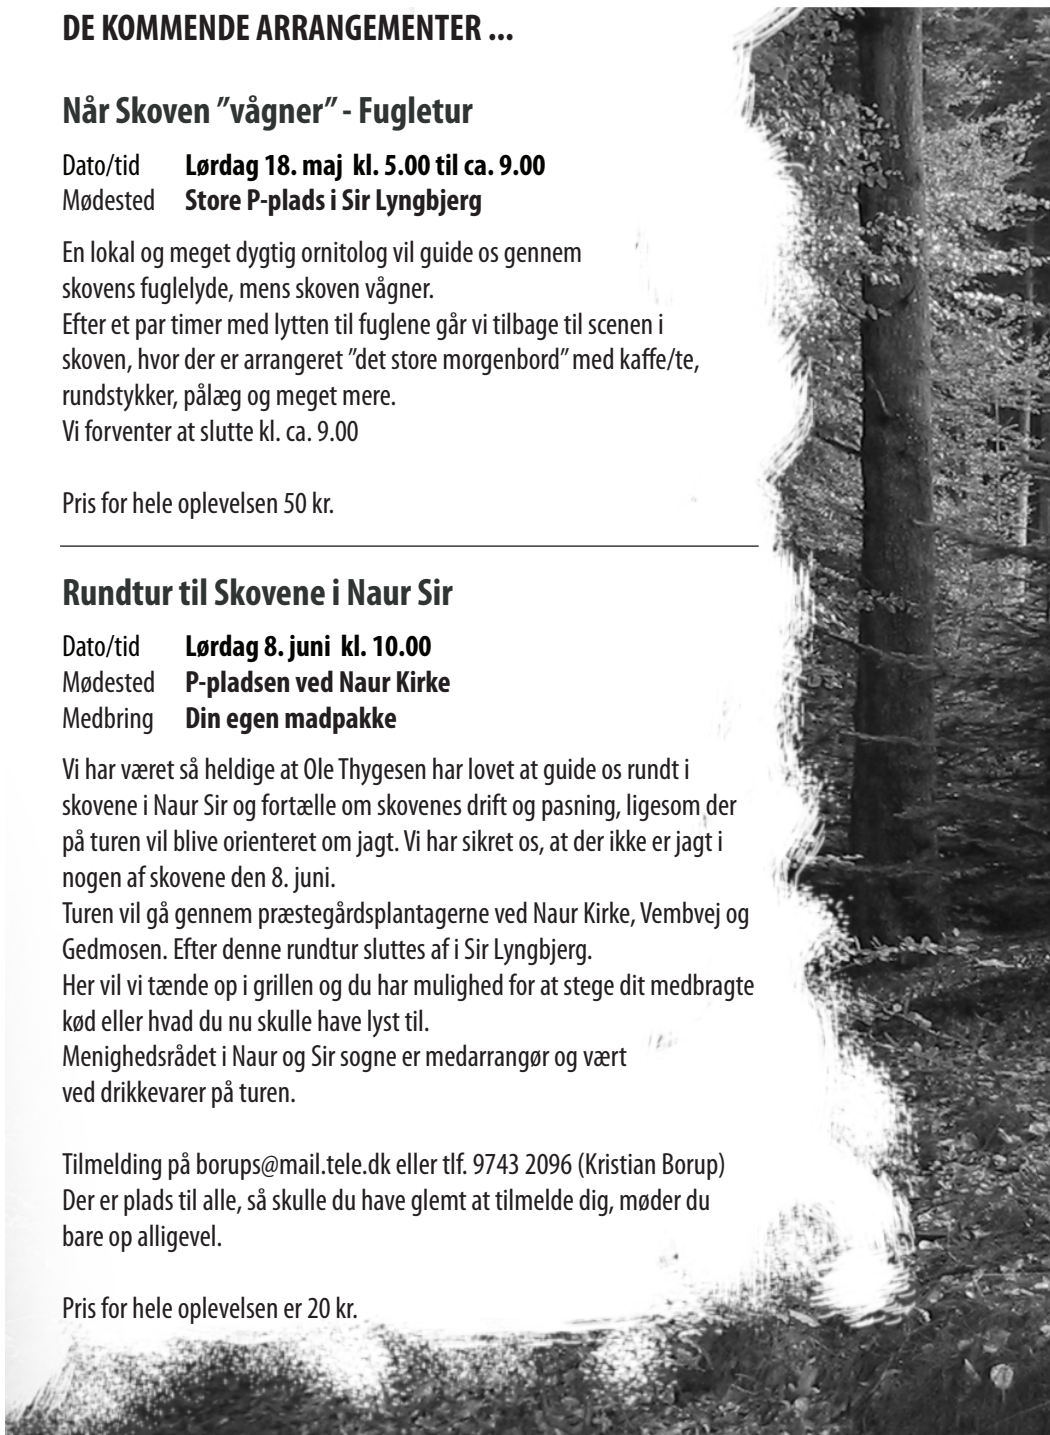 DE KOMMENDE ARRANGEMENTER ...
Når Skoven ”vågner” - Fugletur
Dato/tid Lørdag 18. maj kl. 5.00 til ca. 9.00
Mødested Store P-plads i Sir Lyngbjerg
En lokal og meget dygtig ornitolog vil guide os gennem
skovens fuglelyde, mens skoven vågner.
Efter et par timer med lytten til fuglene går vi tilbage til scenen i
skoven, hvor der er arrangeret ”det store morgenbord” med kaffe/te,
rundstykker, pålæg og meget mere.
Vi forventer at slutte kl. ca. 9.00
Pris for hele oplevelsen 50 kr.
Rundtur til Skovene i Naur Sir
Dato/tid Lørdag 8. juni kl. 10.00
Mødested P-pladsen ved Naur Kirke
Medbring Din egen madpakke
Vi har været så heldige at Ole Thygesen har lovet at guide os rundt i
skovene i Naur Sir og fortælle om skovenes drift og pasning, ligesom der
på turen vil blive orienteret om jagt. Vi har sikret os, at der ikke er jagt i
nogen af skovene den 8. juni.
Turen vil gå gennem præstegårdsplantagerne ved Naur Kirke, Vembvej og
Gedmosen. Efter denne rundtur sluttes af i Sir Lyngbjerg.
Her vil vi tænde op i grillen og du har mulighed for at stege dit medbragte
kød eller hvad du nu skulle have lyst til.
Menighedsrådet i Naur og Sir sogne er medarrangør og vært
ved drikkevarer på turen.
Tilmelding på borups@mail.tele.dk eller tlf. 9743 2096 (Kristian Borup)
Der er plads til alle, så skulle du have glemt at tilmelde dig, møder du
bare op alligevel.
Pris for hele oplevelsen er 20 kr.